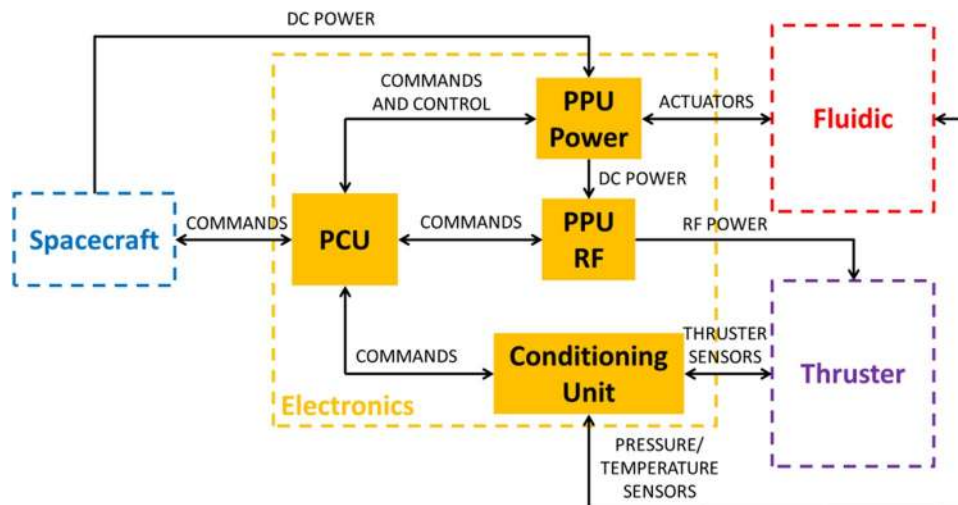 DC POWER
COMMANDS
AND CONTROL
PPU
Power
ACTUATORS
Fluidic
DC POWER
Spacecraft
COMMANDS
PCU
COMMANDS
PPU
RF
RF POWER
COMMANDS
Conditioning
Unit
THRUSTER
SENSORS
Thruster
Electronics
PRESSURE/
TEMPERATURE
SENSORS